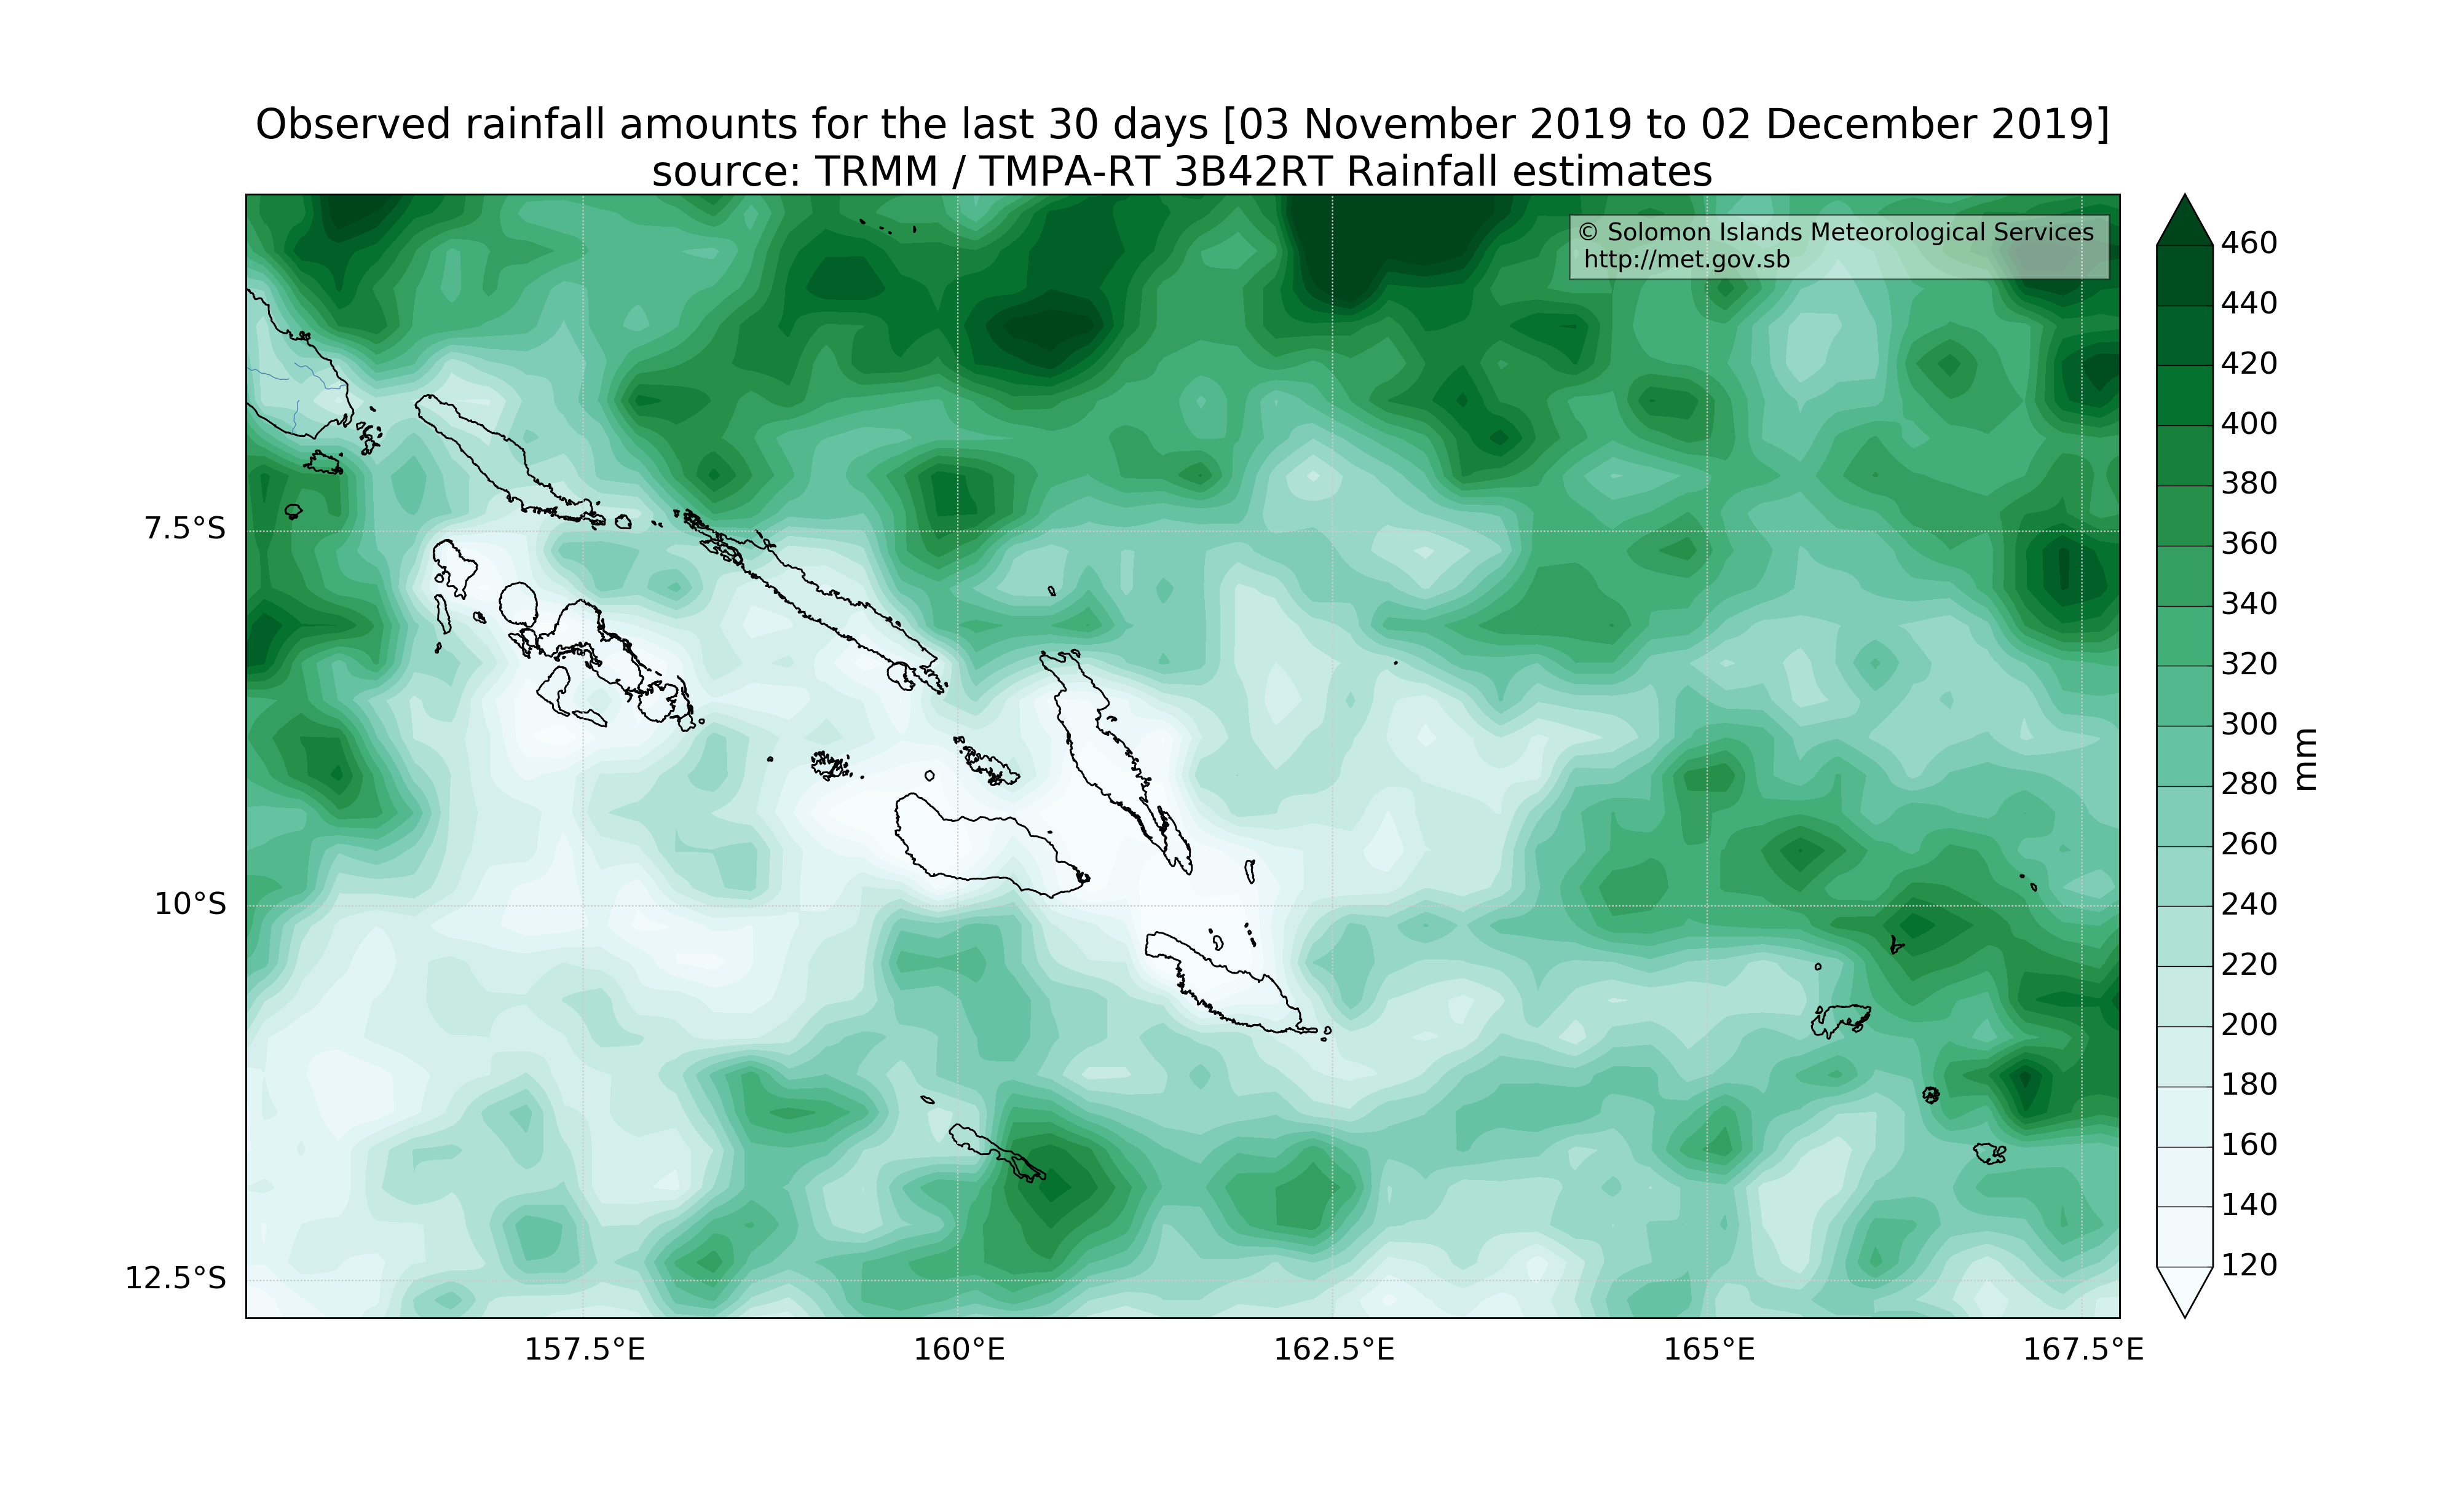 Observed rainfall amounts for the last 30 days [03 November 2019 to 02 December 2019]
source: TRMM / TMPA-RT 3B42RT Rainfall estimates
© Solomon Islands Meteorological Services
http://met.gov.sb
7.5°S
10°S
12.5°S
157.5°E
160°E
162.5°E
165°E
167.5°E
460
440
420
400
380
360
340
320
300
280
260
240
220
200
180
160
140
120
mm